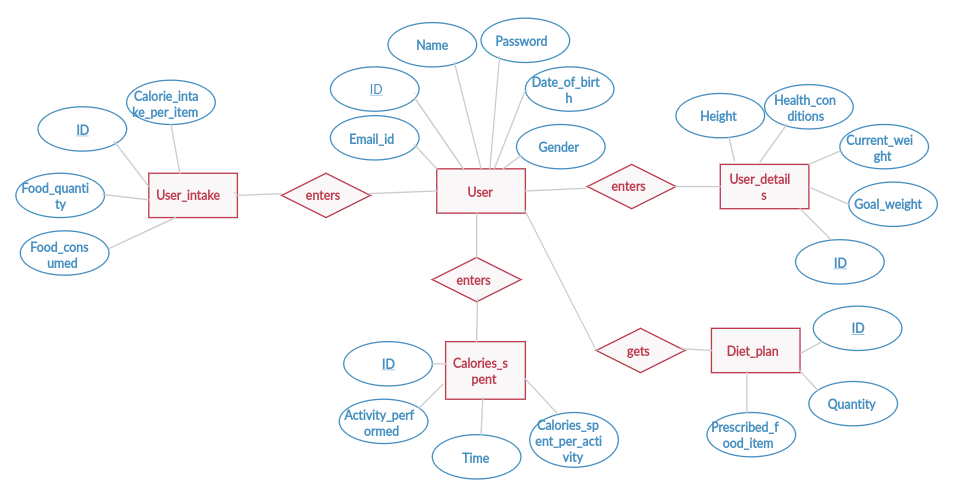 Name
Password
ID
Date_of_birt
h
Email_id
Gender
Calorie_inta
ke_per_item
ID
Food_quanti
ty
Food_cons
umed
User_intake
enters
User
enters
User_detail
s
Height
Health_con
ditions
Current_wei
ght
Goal_weight
ID
enters
Calories_s
pent
ID
Activity_perf
ormed
Time
Calories_sp
ent_per_acti
vity
gets
Diet_plan
ID
Quantity
Prescribed_f
ood_item